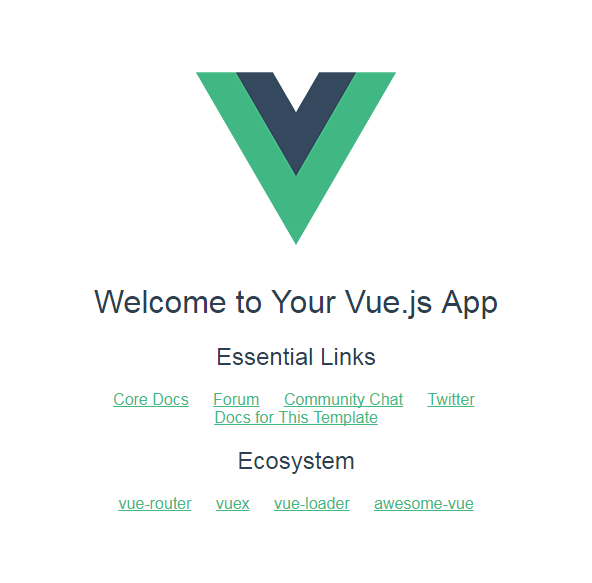 Welcome to Your Vue.js App
Essential Links
Core Docs Forum Community Chat Twitter
Docs for This Template
Ecosystem
vue-router vuex vue-loader awesome-vue